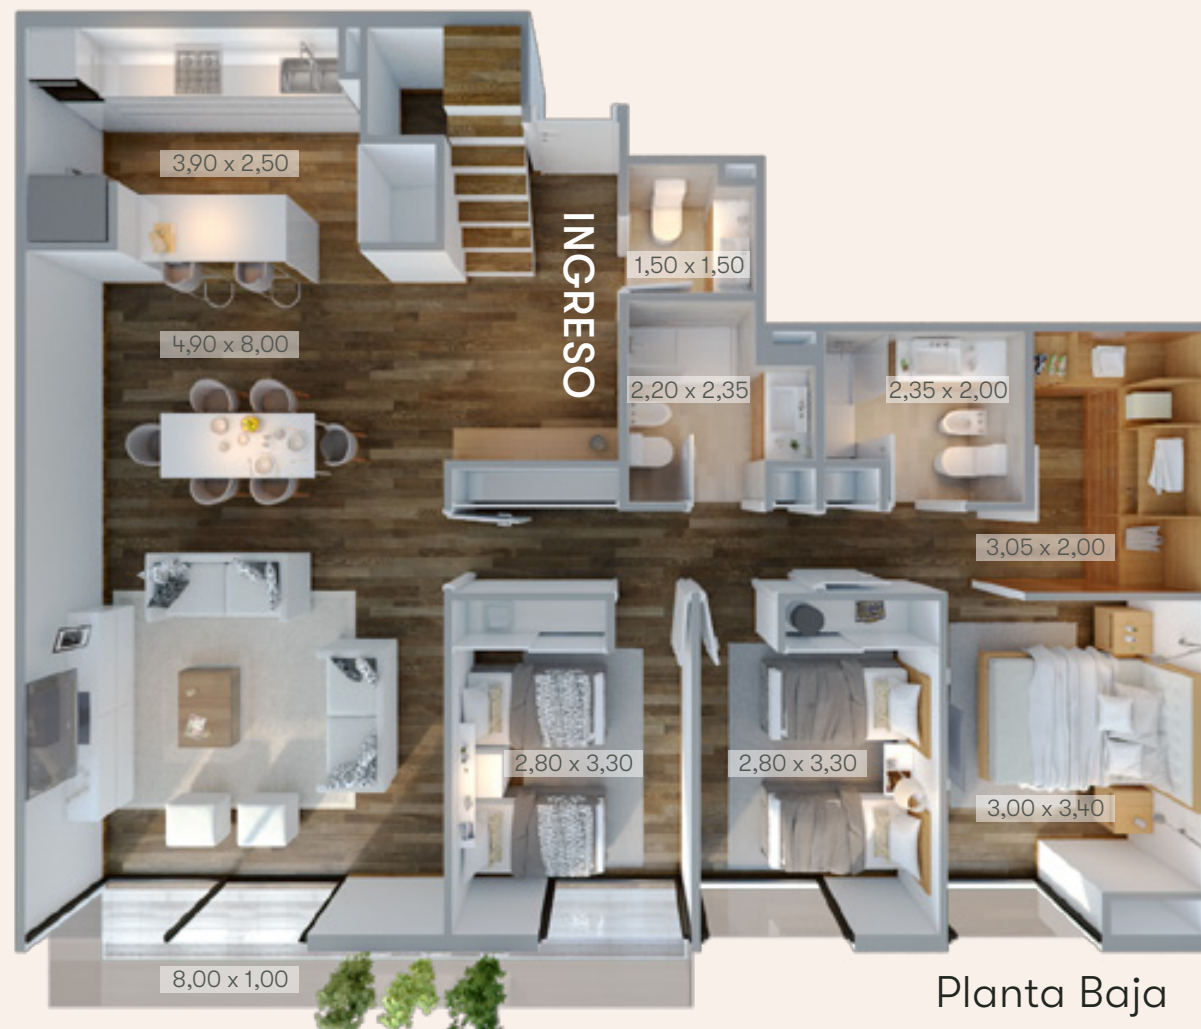 3,90 x 2,50
INGRESO
1,50 x 1,50
4,90 x 8,00
2,20 x 2,35
2,35 x 2,00
3,05 x 2,00
2,80 x 3,30
2,80 x 3,30
3,00 x 3,40
8,00 x 1,00
Planta Baja